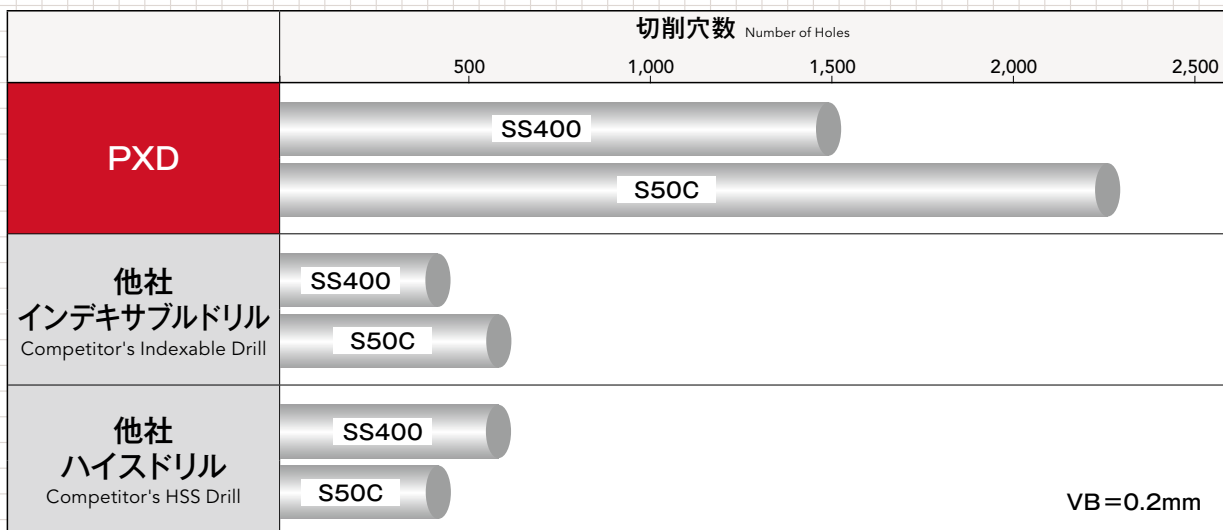 切削穴数 Number of Holes
500 1,000 1,500 2,000 2,500
PXD
SS400
S50C
他社
インデキサブルドリル
Competitor's Indexable Drill
SS400
S50C
他社
ハイスドリル
Competitor's HSS Drill
SS400
S50C
VB=0.2mm